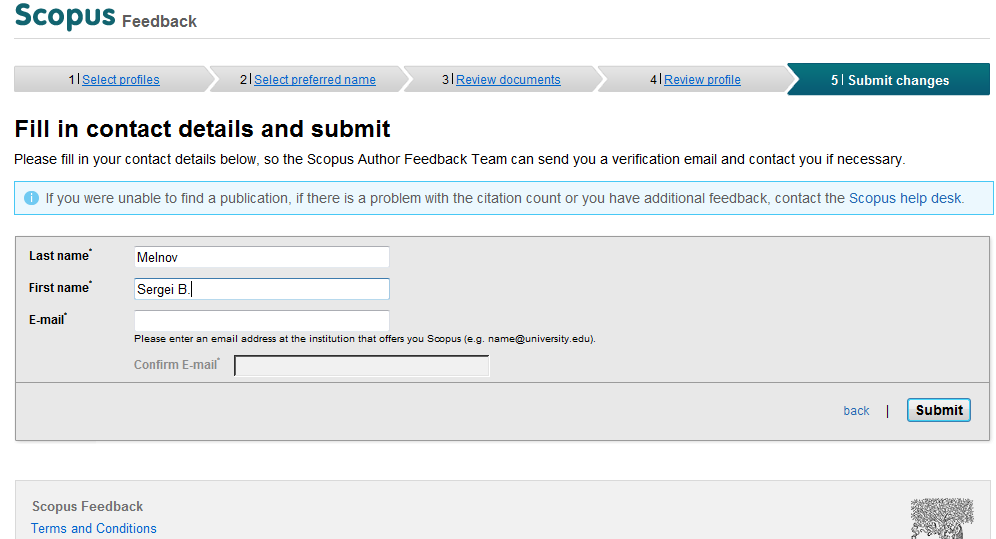 Scopus Feedback
1 | Select profiles 2 | Select preferred name 3 | Review documents 4 | Review profile 5 | Submit changes
Fill in contact details and submit
Please fill in your contact details below, so the Scopus Author Feedback Team can send you a verification email and contact you if necessary.
i If you were unable to find a publication, if there is a problem with the citation count or you have additional feedback, contact the Scopus help desk.
Last name* Melnov
First name* Sergei B.
E-mail*
Please enter an email address at the institution that offers you Scopus (e.g. name@university.edu).
Confirm E-mail*
back | Submit
Scopus Feedback
Terms and Conditions